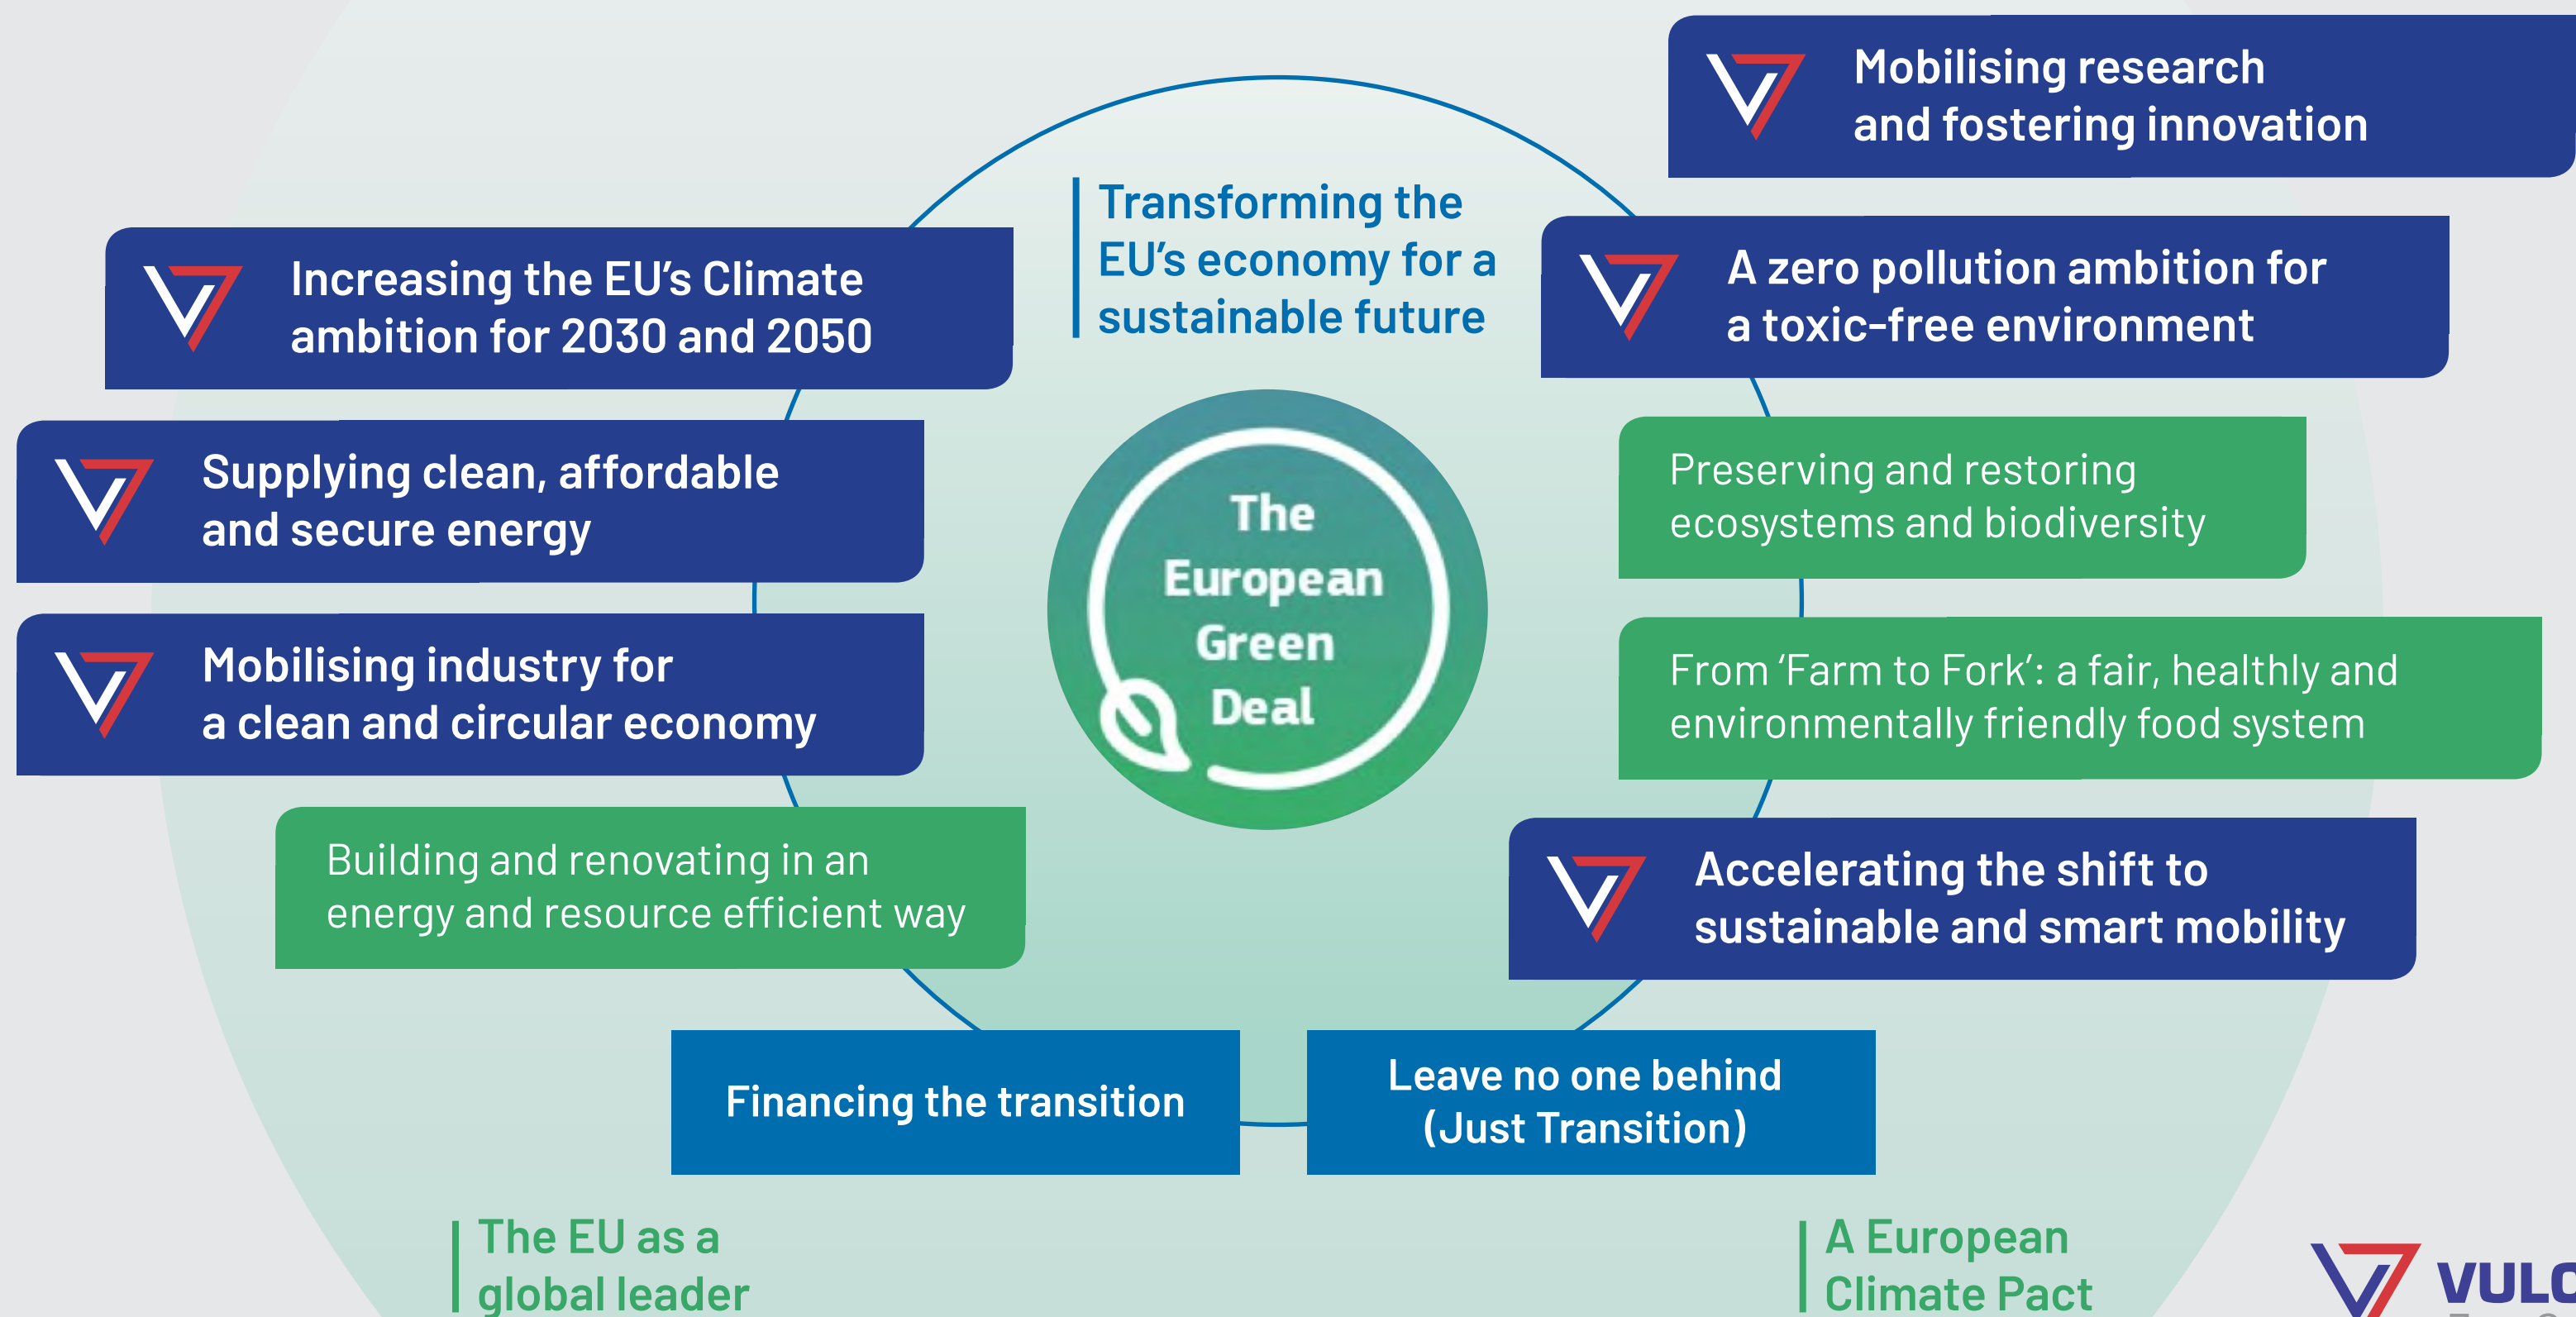 Mobilising research
and fostering innovation
Transforming the
EU's economy for a
sustainable future
Increasing the EU's Climate
ambition for 2030 and 2050
A zero pollution ambition for
a toxic-free environment
Supplying clean, affordable
and secure energy
Preserving and restoring
ecosystems and biodiversity
The
European
Green
Deal
Mobilising industry for
a clean and circular economy
From ‘Farm to Fork’: a fair, healthly and
environmentally friendly food system
Building and renovating in an
energy and resource efficient way
Accelerating the shift to
sustainable and smart mobility
Financing the transition
Leave no one behind
(Just Transition)
The EU as a
global leader
A European
Climate Pact